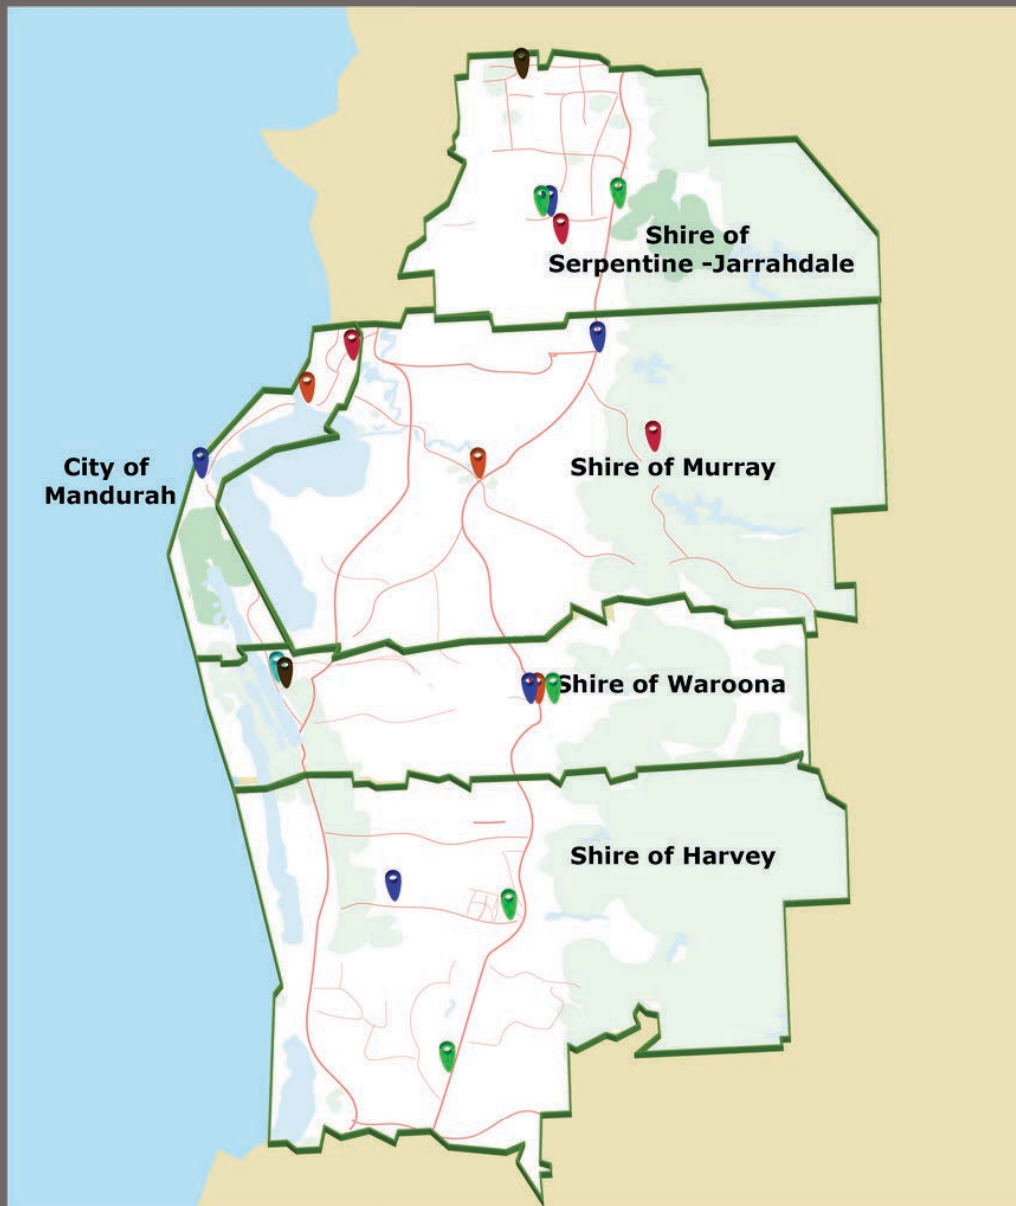 Shire of
Serpentine -Jarrahdale
City of
Mandurah
Shire of Murray
Shire of Waroona
Shire of Harvey